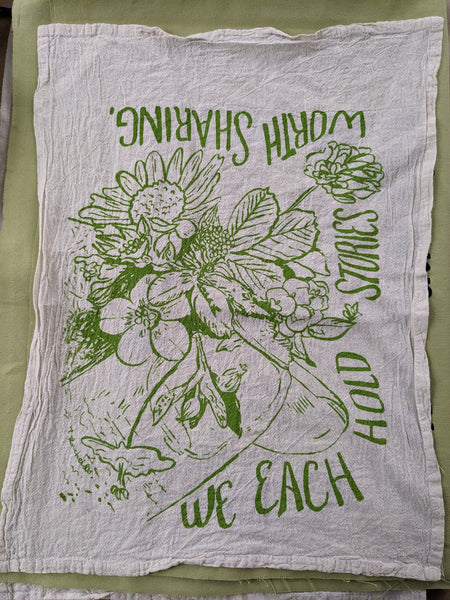 WE EACH
HOLD
STORIES
WORTH SHARING.